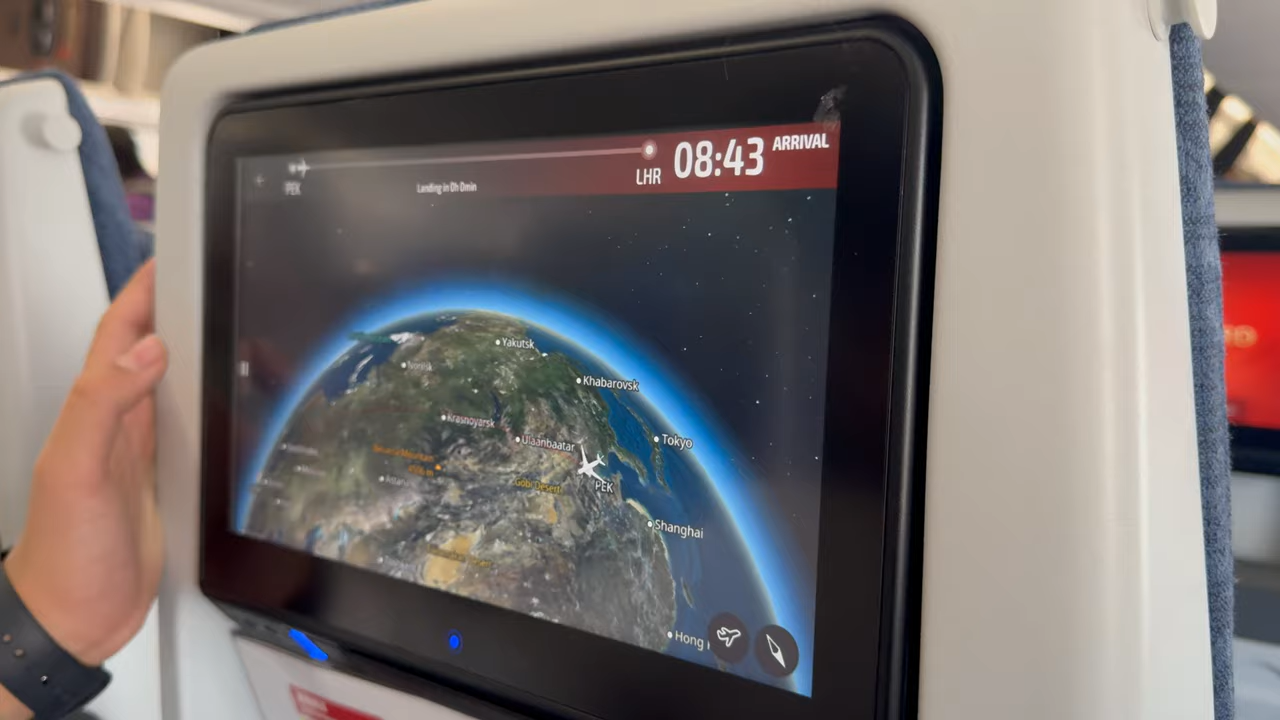 PEK
Landing in 0h 0min
LHR
08:43
ARRIVAL
Yakutsk
Norilsk
Khabarovsk
Krasnoyarsk
Ulaanbaatar
Tokyo
Gobi Desert
PEK
Shanghai
Hong